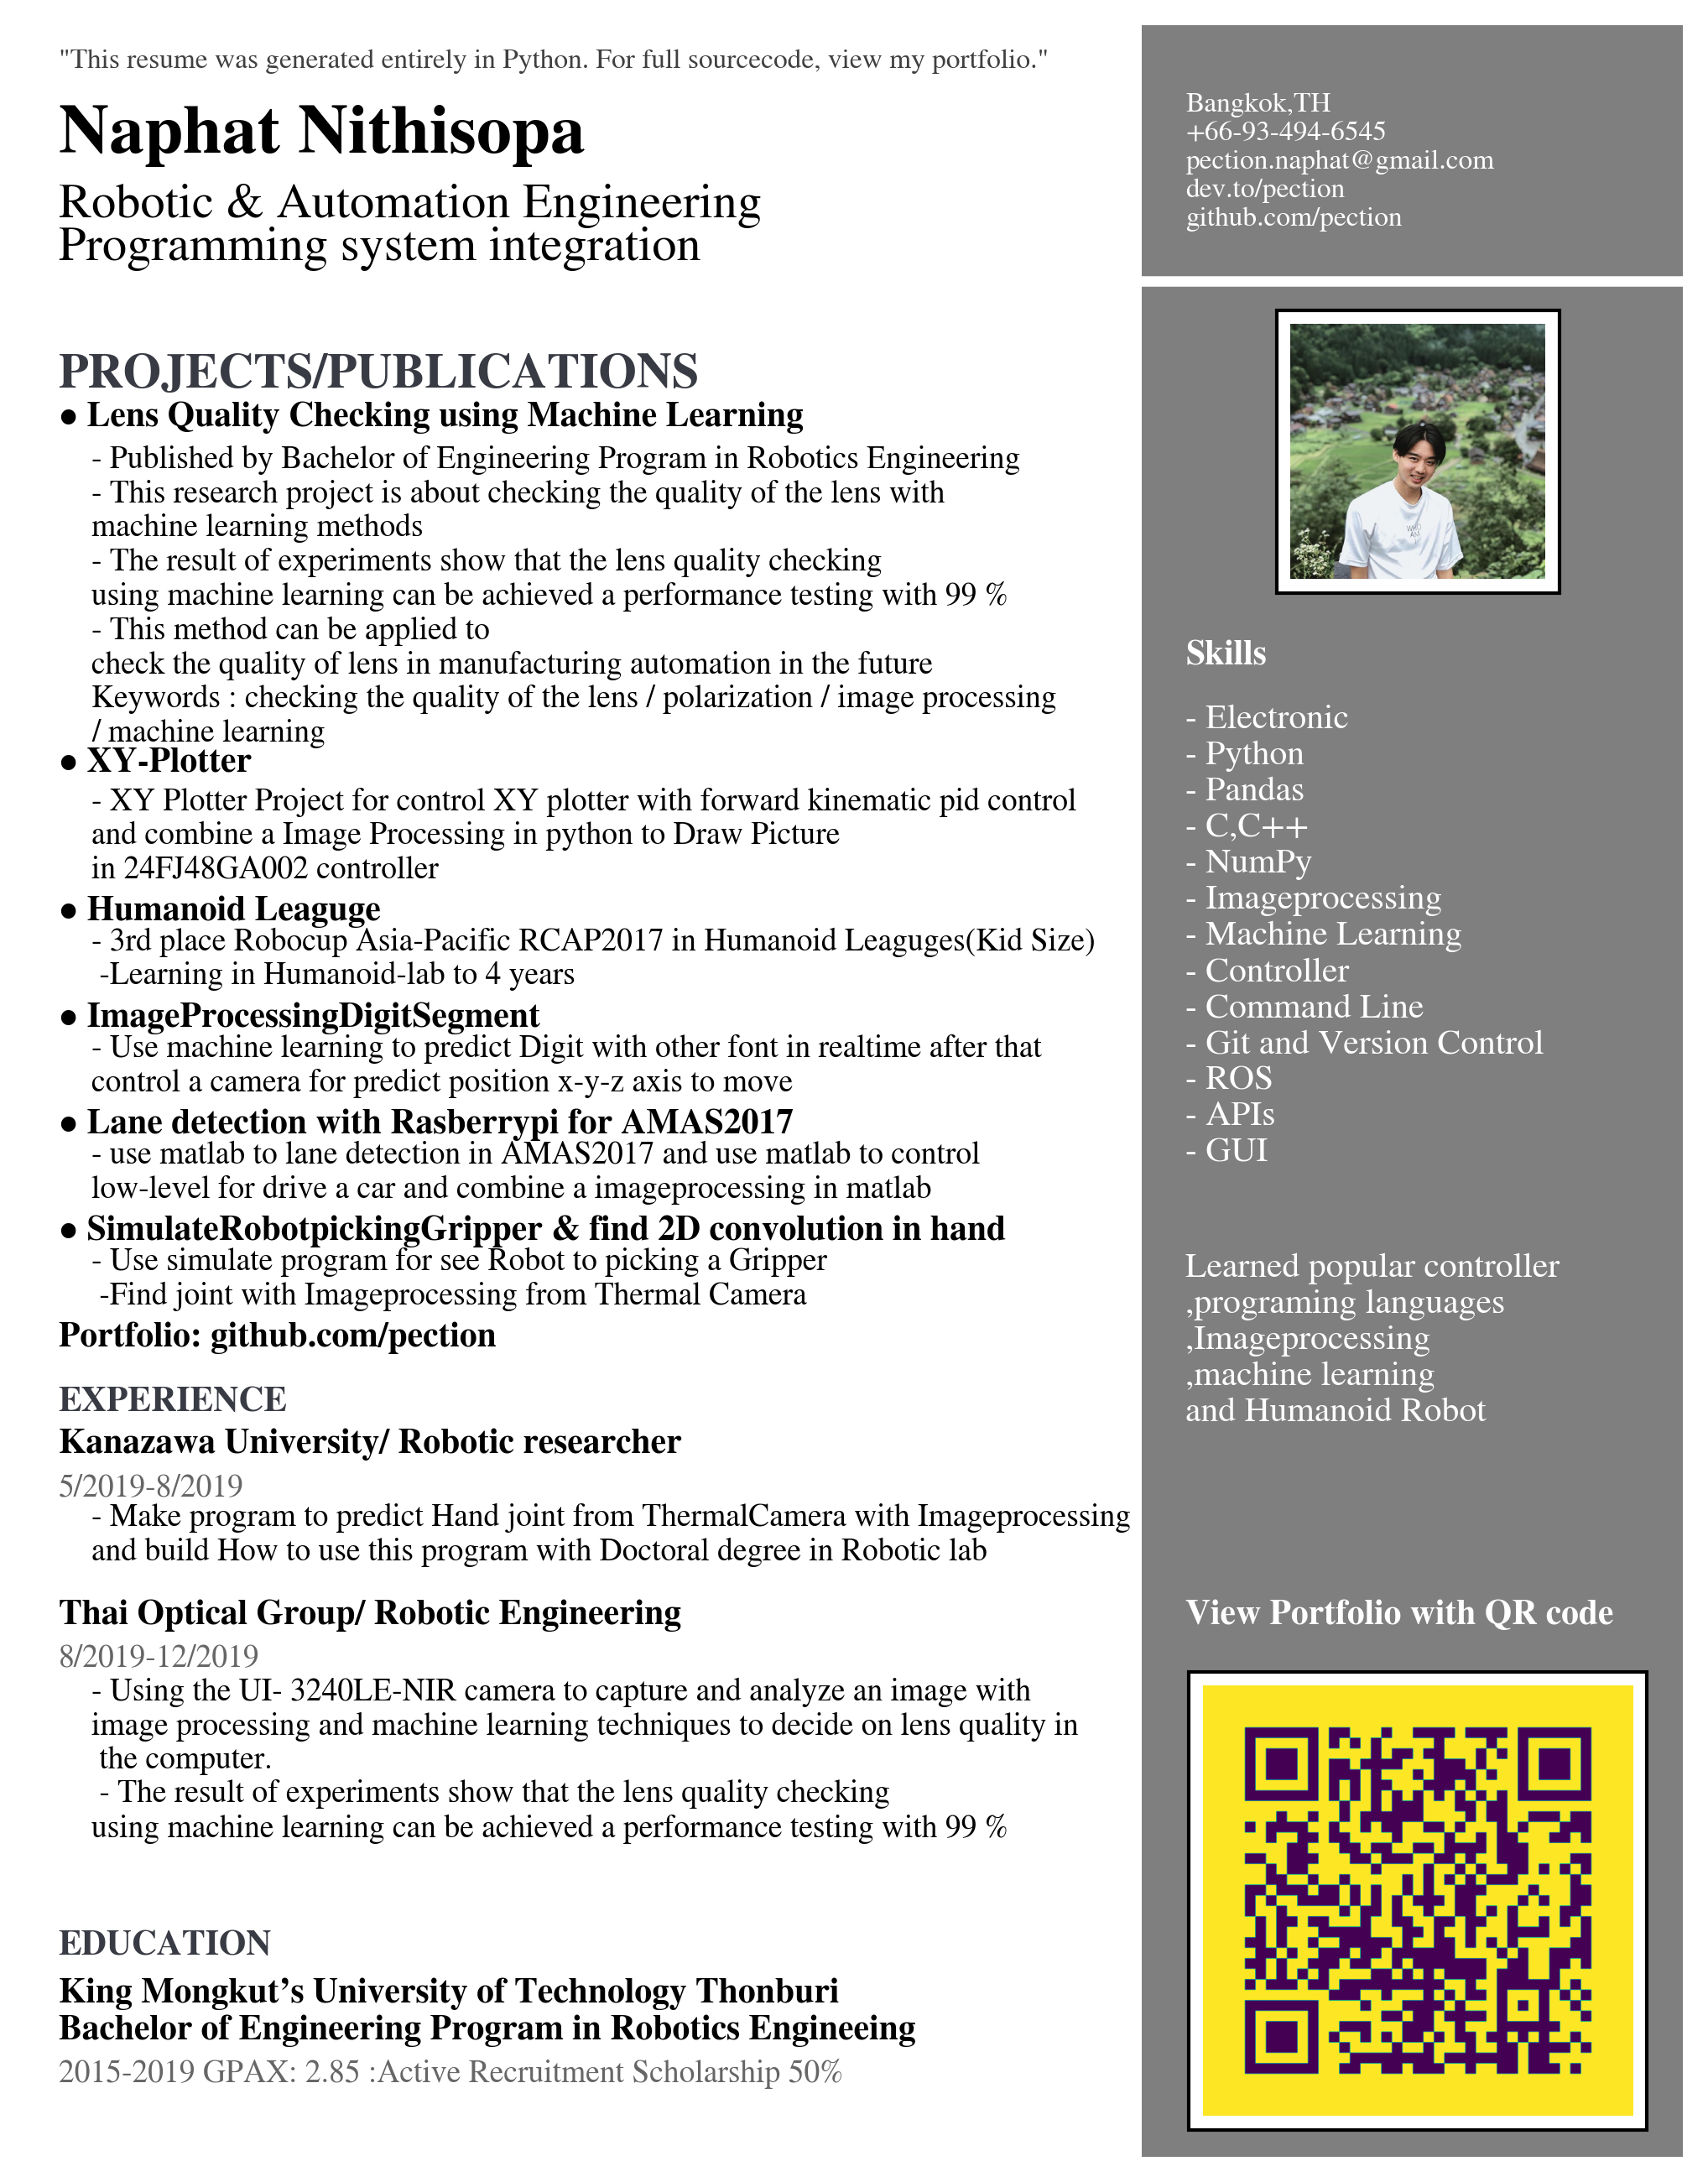 "This resume was generated entirely in Python. For full sourcecode, view my portfolio."
Naphat Nithisopa
Robotic & Automation Engineering
Programming system integration
PROJECTS/PUBLICATIONS
● Lens Quality Checking using Machine Learning
- Published by Bachelor of Engineering Program in Robotics Engineering
- This research project is about checking the quality of the lens with
machine learning methods
- The result of experiments show that the lens quality checking
using machine learning can be achieved a performance testing with 99 %
- This method can be applied to
check the quality of lens in manufacturing automation in the future
Keywords : checking the quality of the lens / polarization / image processing
/ machine learning
● XY-Plotter
- XY Plotter Project for control XY plotter with forward kinematic pid control
and combine a Image Processing in python to Draw Picture
in 24FJ48GA002 controller
● Humanoid Leaguge
- 3rd place Robocup Asia-Pacific RCAP2017 in Humanoid Leaguges(Kid Size)
-Learning in Humanoid-lab to 4 years
● ImageProcessingDigitSegment
- Use machine learning to predict Digit with other font in realtime after that
control a camera for predict position x-y-z axis to move
● Lane detection with Rasberrypi for AMAS2017
- use matlab to lane detection in AMAS2017 and use matlab to control
low-level for drive a car and combine a imageprocessing in matlab
● SimulateRobotpickingGripper & find 2D convolution in hand
- Use simulate program for see Robot to picking a Gripper
-Find joint with Imageprocessing from Thermal Camera
Portfolio: github.com/pection
EXPERIENCE
Kanazawa University/ Robotic researcher
5/2019-8/2019
- Make program to predict Hand joint from ThermalCamera with Imageprocessing
and build How to use this program with Doctoral degree in Robotic lab
Thai Optical Group/ Robotic Engineering
8/2019-12/2019
- Using the UI- 3240LE-NIR camera to capture and analyze an image with
image processing and machine learning techniques to decide on lens quality in
the computer.
- The result of experiments show that the lens quality checking
using machine learning can be achieved a performance testing with 99 %
EDUCATION
King Mongkut's University of Technology Thonburi
Bachelor of Engineering Program in Robotics Engineeing
2015-2019 GPAX: 2.85 :Active Recruitment Scholarship 50%
Bangkok,TH
+66-93-494-6545
pection.naphat@gmail.com
dev.to/pection
github.com/pection
WHO
AM
I
Skills
- Electronic
- Python
- Pandas
- C,C++
- NumPy
- Imageprocessing
- Machine Learning
- Controller
- Command Line
- Git and Version Control
- ROS
- APIs
- GUI
Learned popular controller
,programing languages
,Imageprocessing
,machine learning
and Humanoid Robot
View Portfolio with QR code